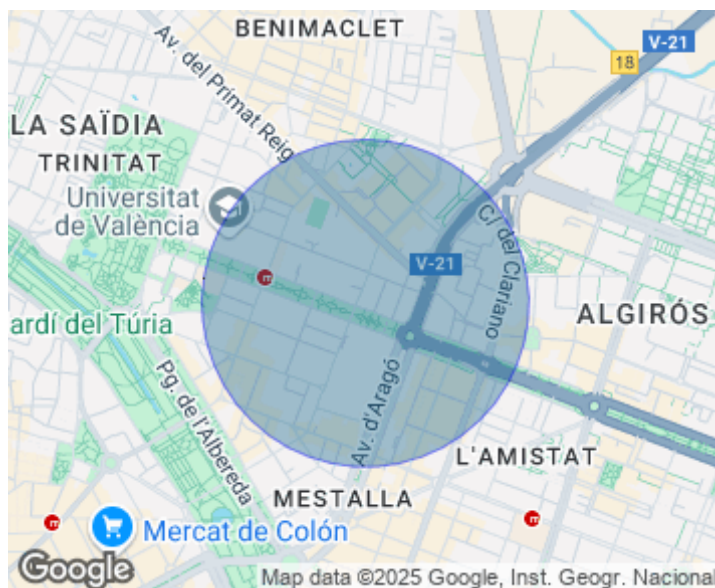 BENIMACLET
V-21
18
Av. del Primat Reig
LA SAÏDIA
TRINITAT
Universitat
de València
Cl del Clariano
V-21
ALGIRÓS
ardí del Túria
Pg. de l'Albereda
Av. d'Aragó
L'AMISTAT
MESTALLA
Mercat de Colón
Google
Map data ©2025 Google, Inst. Geogr. Nacional